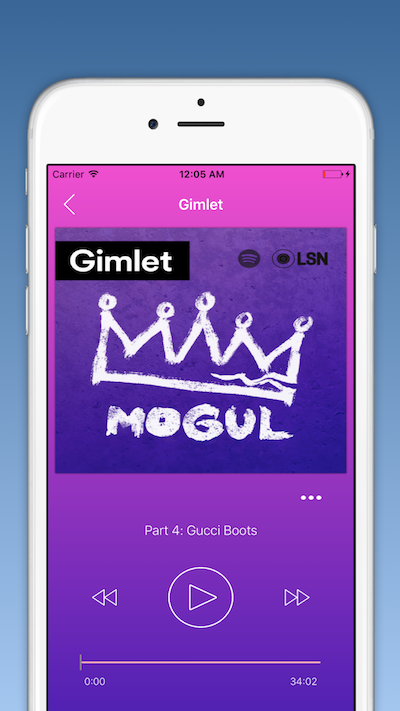 Carrier 12:05 AM
Gimlet
Gimlet LSN
MOGUL
Part 4: Gucci Boots
0:00 34:02